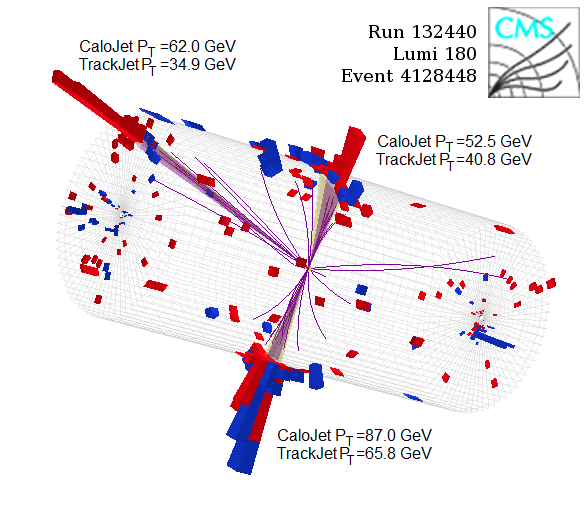 Run 132440
Lumi 180
Event 4128448
CMS
CaloJet P_T =62.0 GeV
TrackJet P_T =34.9 GeV
CaloJet P_T =52.5 GeV
TrackJet P_T =40.8 GeV
CaloJet P_T =87.0 GeV
TrackJet P_T =65.8 GeV